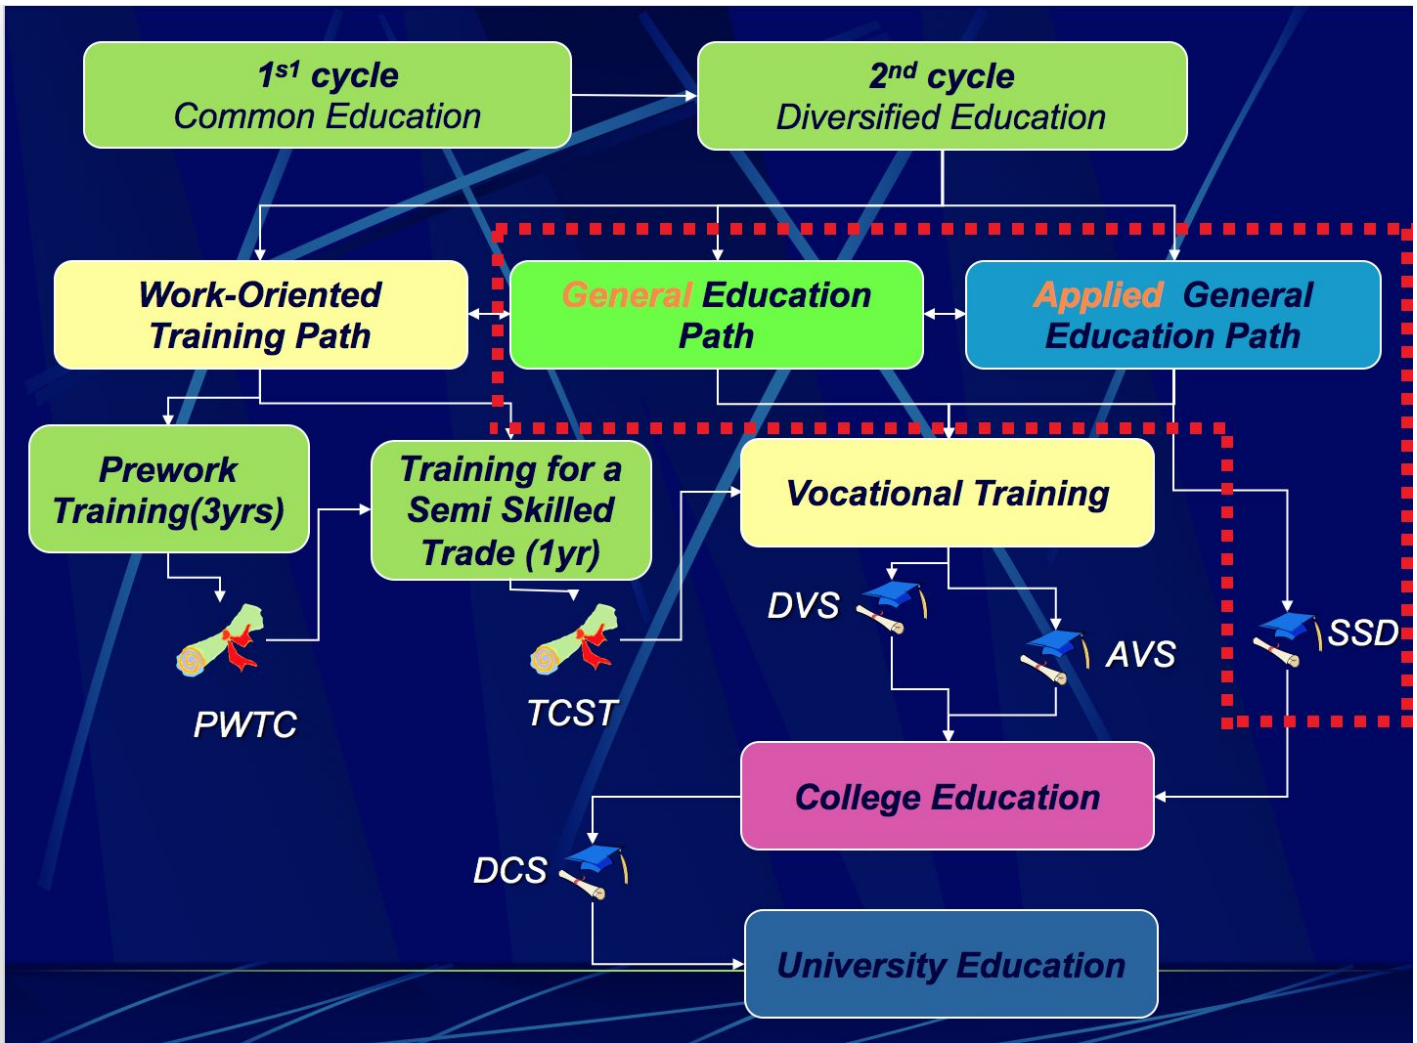 1ˢ¹ cycle
Common Education
2ⁿᵈ cycle
Diversified Education
Work-Oriented
Training Path
General Education
Path
Applied General
Education Path
Prework
Training(3yrs)
Training for a
Semi Skilled
Trade (1yr)
Vocational Training
DVS
AVS
SSD
PWTC
TCST
College Education
DCS
University Education